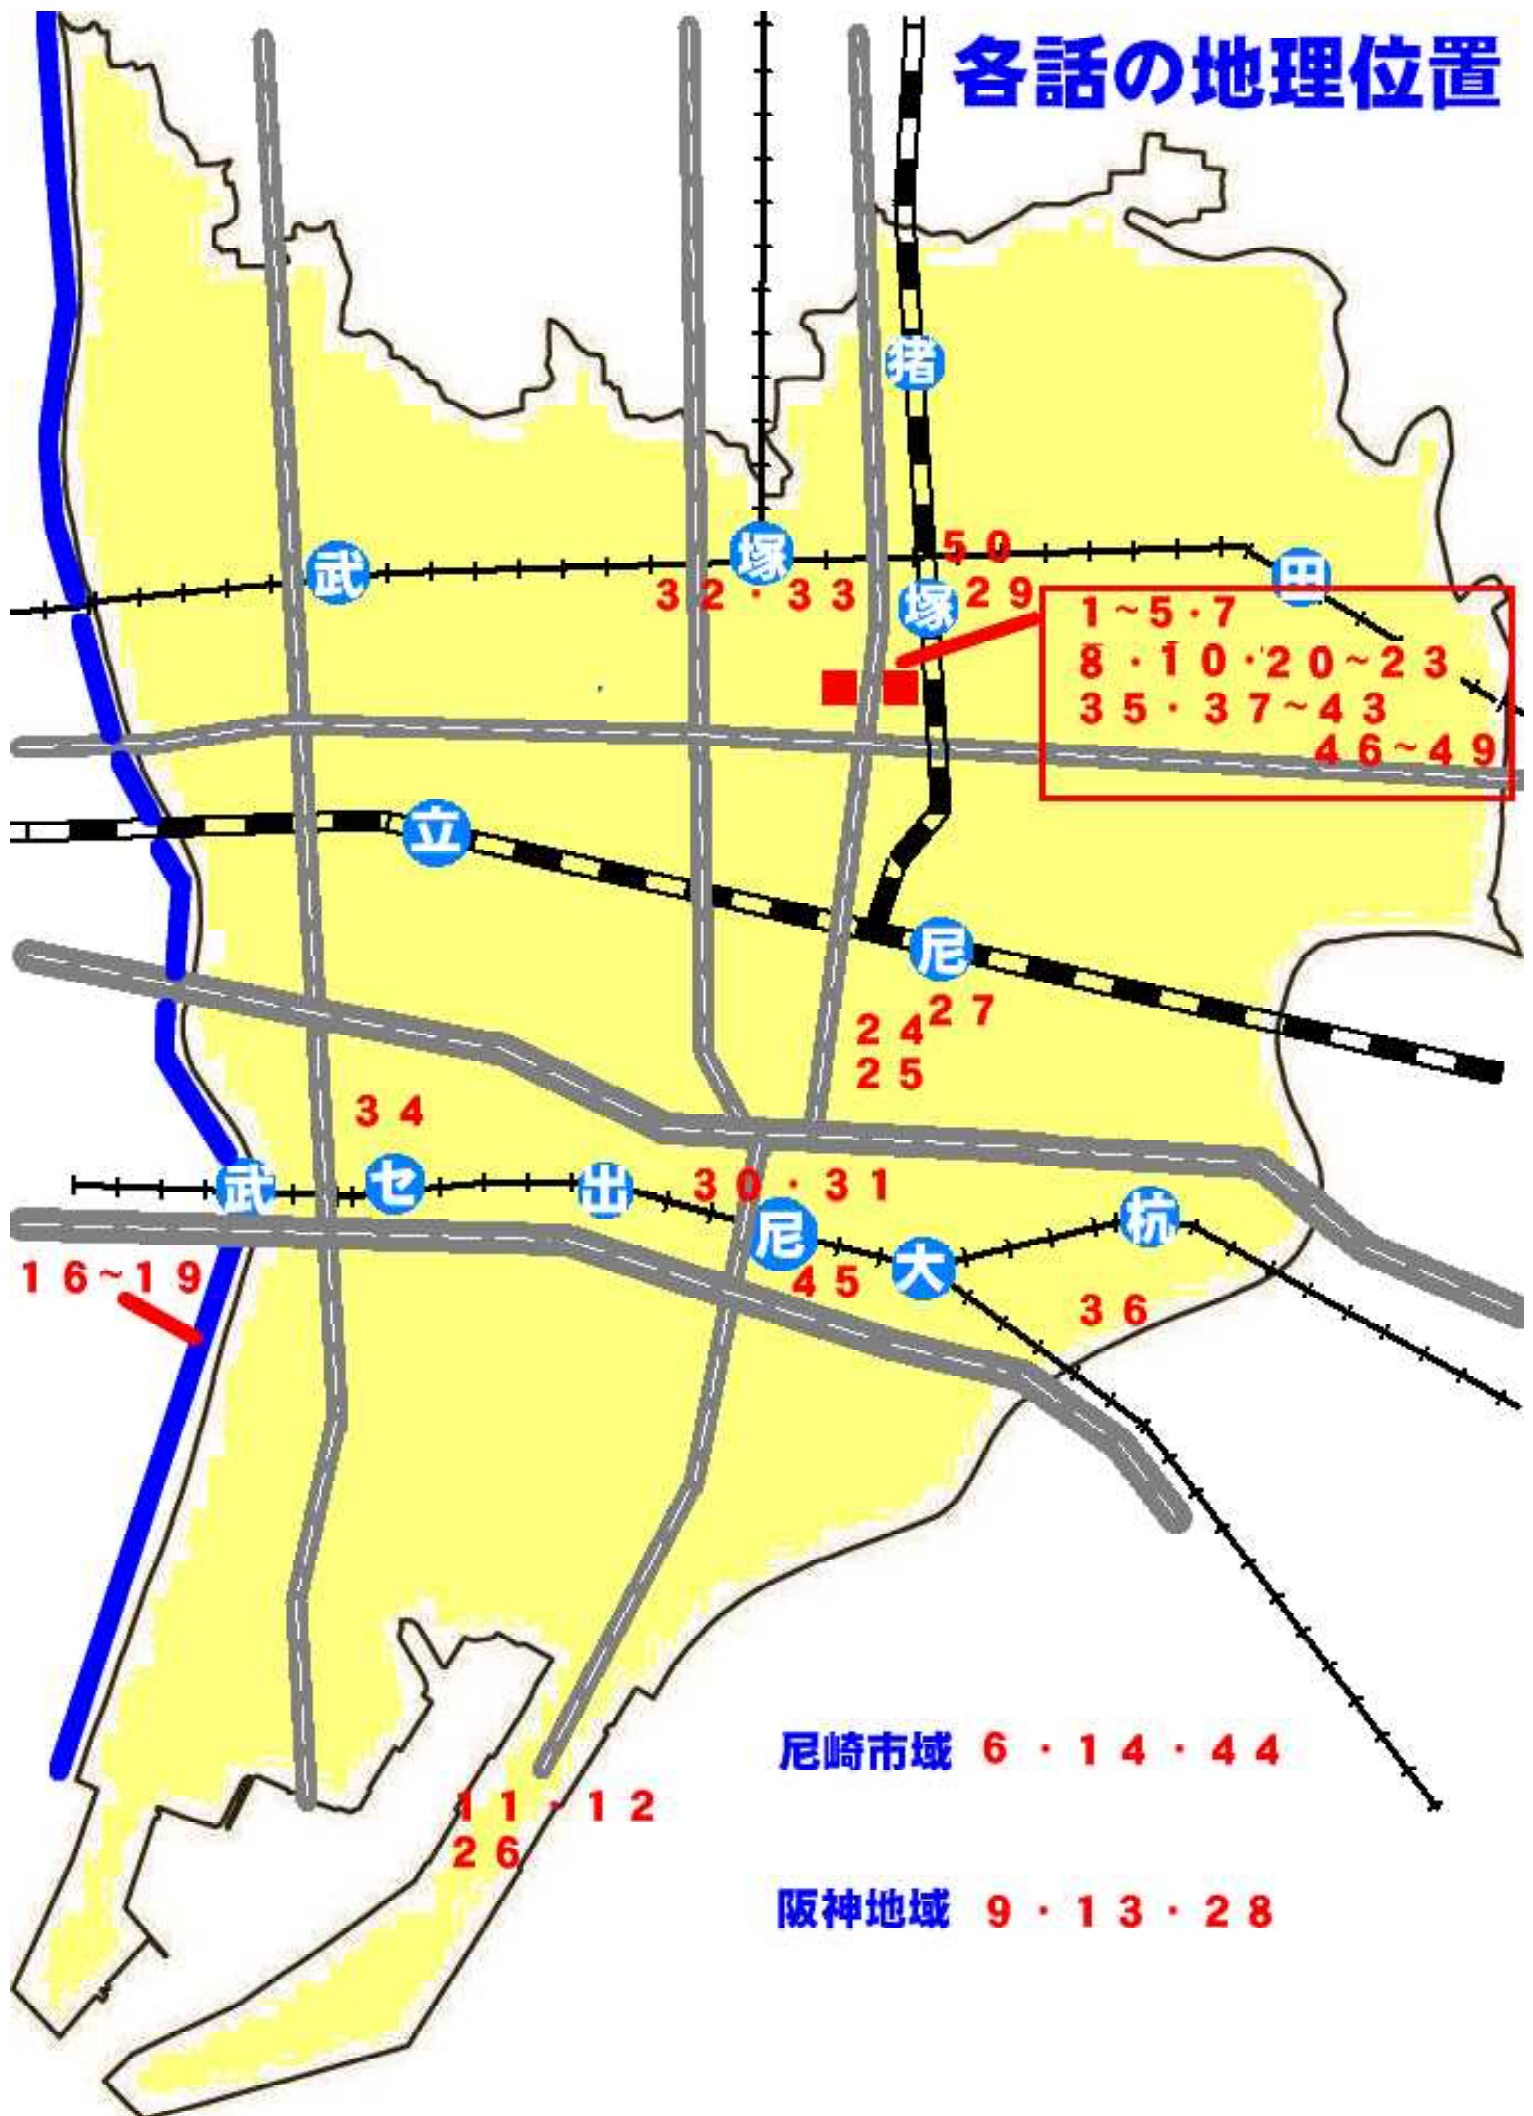 各話の地理位置
猪
武
塚
５０
３２・３３
塚
２９
田
１～５・７
８・１０・２０～２３
３５・３７～４３
４６～４９
立
尼
２７
２４
２５
３４
武
セ
出
３０・３１
尼
大
杭
１６～１９
４５
３６
尼崎市域 ６・１４・４４
１１・１２
２６
阪神地域 ９・１３・２８